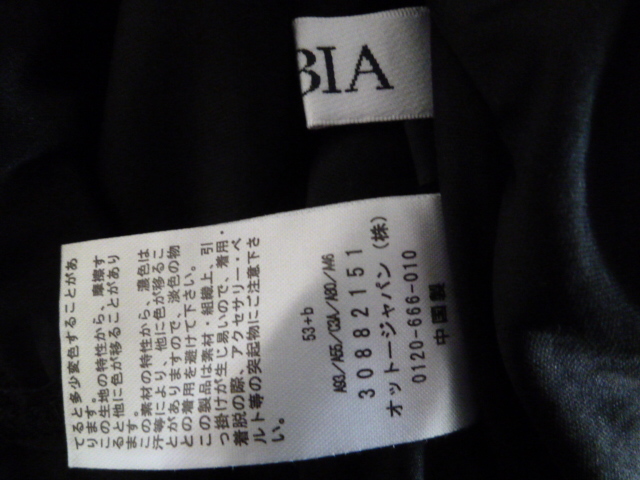 BIA
てると多少変色することがあ
ります。
この生地の特性から、摩擦す
ると他に色が移ることがあり
ます。
この素材の特性から、濃色は
汗等により、他に色が移るこ
とがありますので、淡色の物
との着用を避けて下さい。
この製品は素材・組織上、引
っ掛けが生じ易いので、着用・
着脱の際、アクセサリー・ベ
ルト等の突起物にご注意下さ
い。
53+b
A93/A65/C3A/A90/A46
30882151
オットージャパン(株)
0120-666-010
中国製